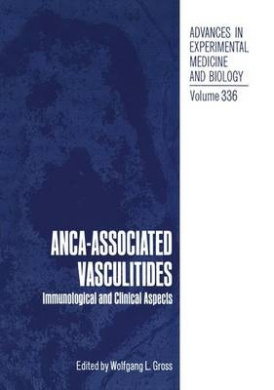 ADVANCES IN
EXPERIMENTAL
MEDICINE
AND BIOLOGY
Volume 336
ANCA-ASSOCIATED
VASCULITIDES
Immunological and Clinical Aspects
Edited by Wolfgang L. Gross